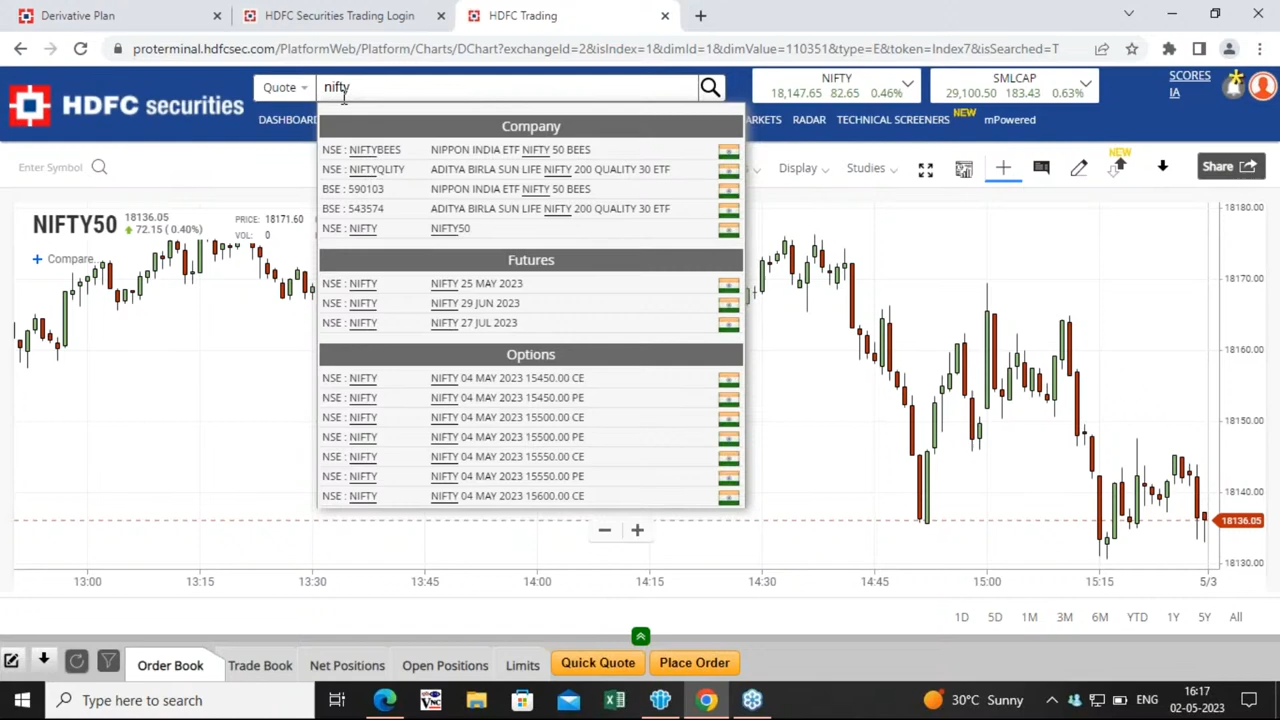 Derivative Plan
HDFC Securities Trading Login
HDFC Trading
proterminal.hdfcsec.com/PlatformWeb/Platform/Charts/DChart?exchangeId=2&isIndex=1&dimId=1&dimValue=110351&type=E&token=Index7&isSearched=T
HDFC securities
Quote
nifty
NIFTY
18,147.65 82.65 0.46%
SMLCAP
29,100.50 183.43 0.63%
SCORES
IA
DASHBOARD
MARKETS
RADAR
TECHNICAL SCREENERS
NEW
mPowered
Company
NSE : NIFTYBEES NIPPON INDIA ETF NIFTY 50 BEES
NSE : NIFTYQLITY ADITYA BIRLA SUN LIFE NIFTY 200 QUALITY 30 ETF
BSE : 590103 NIPPON INDIA ETF NIFTY 50 BEES
BSE : 543574 ADITYA BIRLA SUN LIFE NIFTY 200 QUALITY 30 ETF
NSE : NIFTY NIFTY50
Futures
NSE : NIFTY NIFTY 25 MAY 2023
NSE : NIFTY NIFTY 29 JUN 2023
NSE : NIFTY NIFTY 27 JUL 2023
Options
NSE : NIFTY NIFTY 04 MAY 2023 15450.00 CE
NSE : NIFTY NIFTY 04 MAY 2023 15450.00 PE
NSE : NIFTY NIFTY 04 MAY 2023 15500.00 CE
NSE : NIFTY NIFTY 04 MAY 2023 15500.00 PE
NSE : NIFTY NIFTY 04 MAY 2023 15550.00 CE
NSE : NIFTY NIFTY 04 MAY 2023 15550.00 PE
NSE : NIFTY NIFTY 04 MAY 2023 15600.00 CE
Enter Symbol
Display
Studies
NEW
Share
NIFTY50
18136.05
72.15 ( 0.40%)
PRICE: 18171.60
VOL: 0
+ Compare..
18180.00
18170.00
18160.00
18150.00
18140.00
18136.05
18130.00
13:00 13:15 13:30 13:45 14:00 14:15 14:30 14:45 15:00 15:15 5/3
1D 5D 1M 3M 6M YTD 1Y 5Y All
Order Book
Trade Book
Net Positions
Open Positions
Limits
Quick Quote
Place Order
Type here to search
30°C Sunny
ENG
16:17
02-05-2023